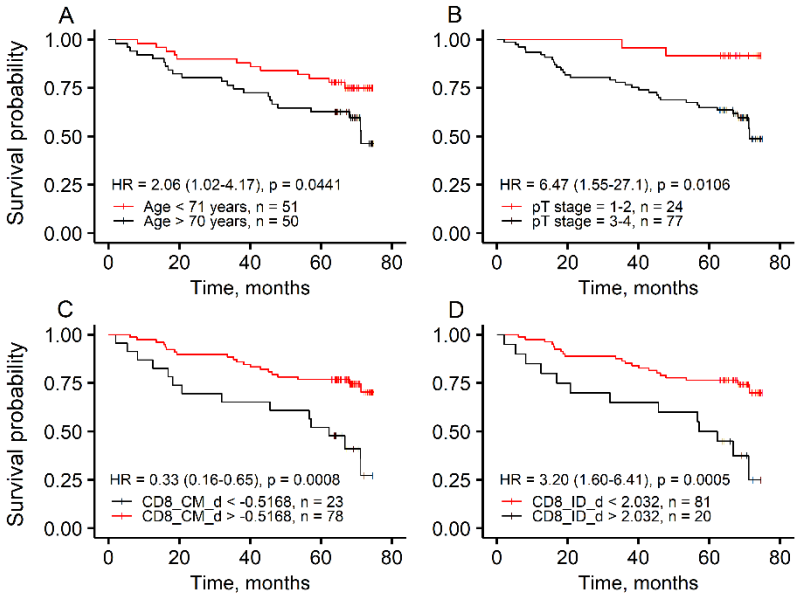 A
Survival probability
1.00
0.75
0.50
0.25
0.00
HR = 2.06 (1.02-4.17), p = 0.0441
Age < 71 years, n = 51
Age > 70 years, n = 50
0 20 40 60 80
Time, months
B
1.00
0.75
0.50
0.25
0.00
HR = 6.47 (1.55-27.1), p = 0.0106
pT stage = 1-2, n = 24
pT stage = 3-4, n = 77
0 20 40 60 80
Time, months
C
Survival probability
1.00
0.75
0.50
0.25
0.00
HR = 0.33 (0.16-0.65), p = 0.0008
CD8_CM_d < -0.5168, n = 23
CD8_CM_d > -0.5168, n = 78
0 20 40 60 80
Time, months
D
1.00
0.75
0.50
0.25
0.00
HR = 3.20 (1.60-6.41), p = 0.0005
CD8_ID_d < 2.032, n = 81
CD8_ID_d > 2.032, n = 20
0 20 40 60 80
Time, months